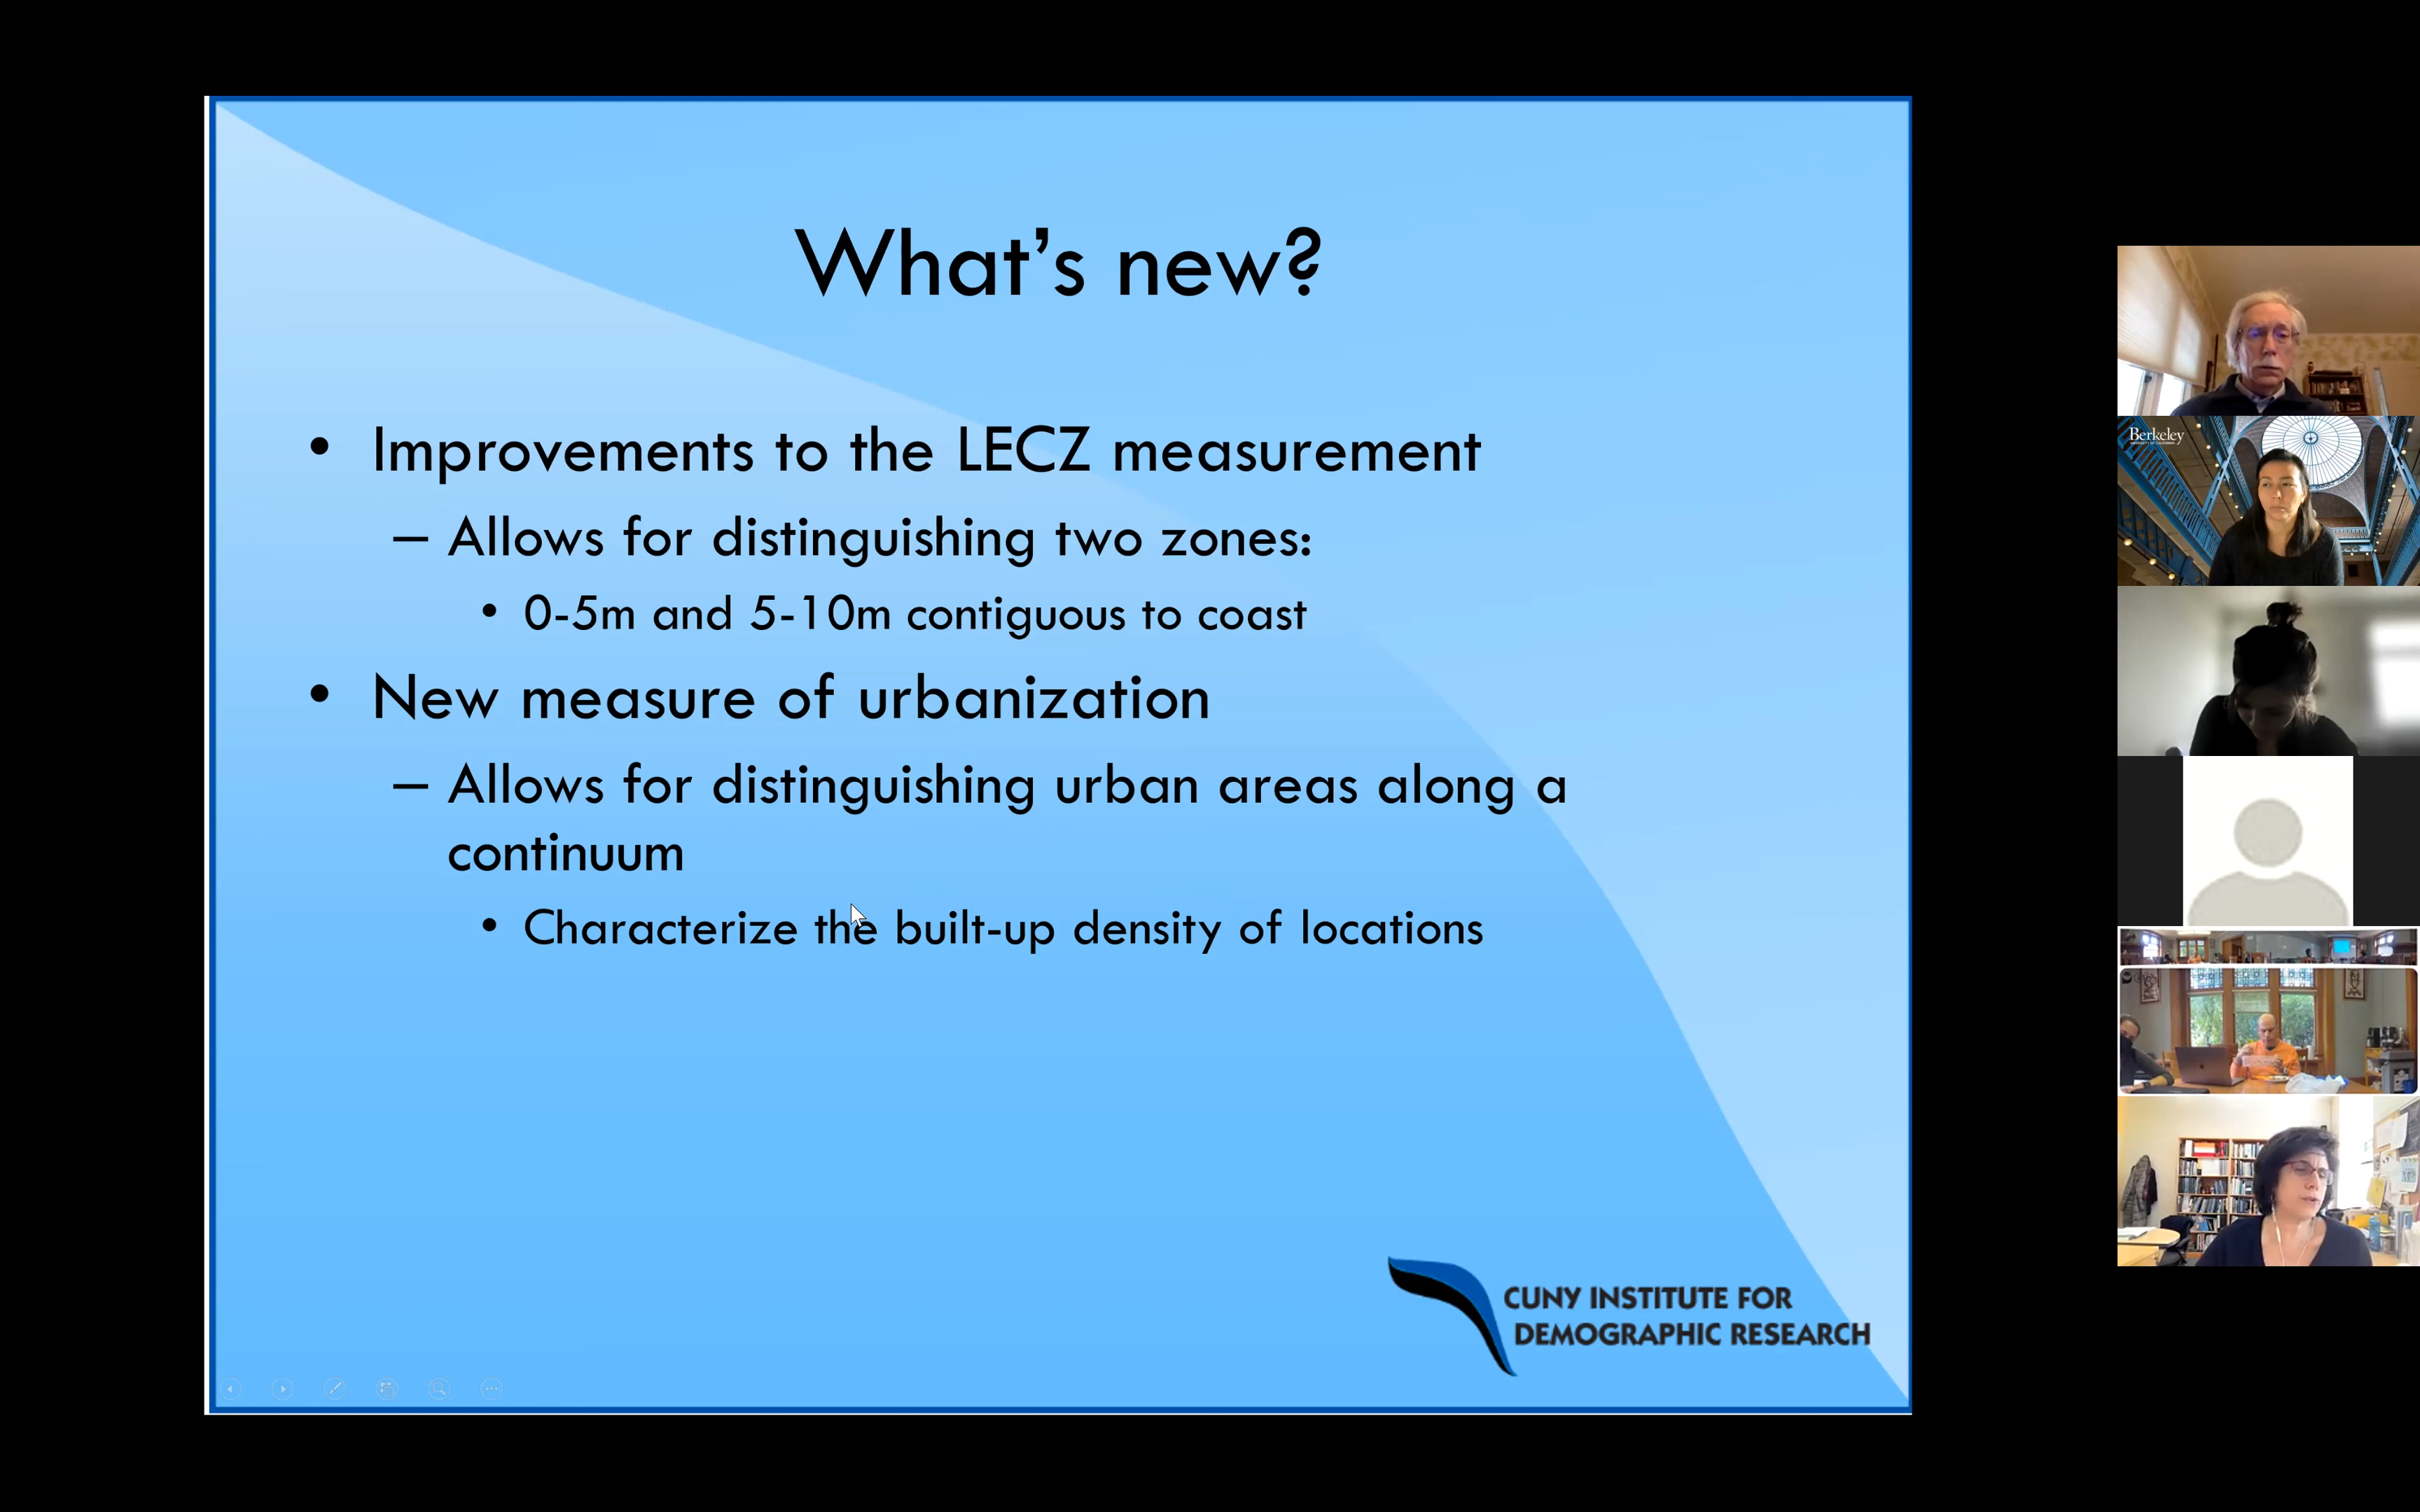 What's new?
• Improvements to the LECZ measurement
– Allows for distinguishing two zones:
• 0-5m and 5-10m contiguous to coast
• New measure of urbanization
– Allows for distinguishing urban areas along a
continuum
• Characterize the built-up density of locations
CUNY INSTITUTE FOR
DEMOGRAPHIC RESEARCH
Berkeley